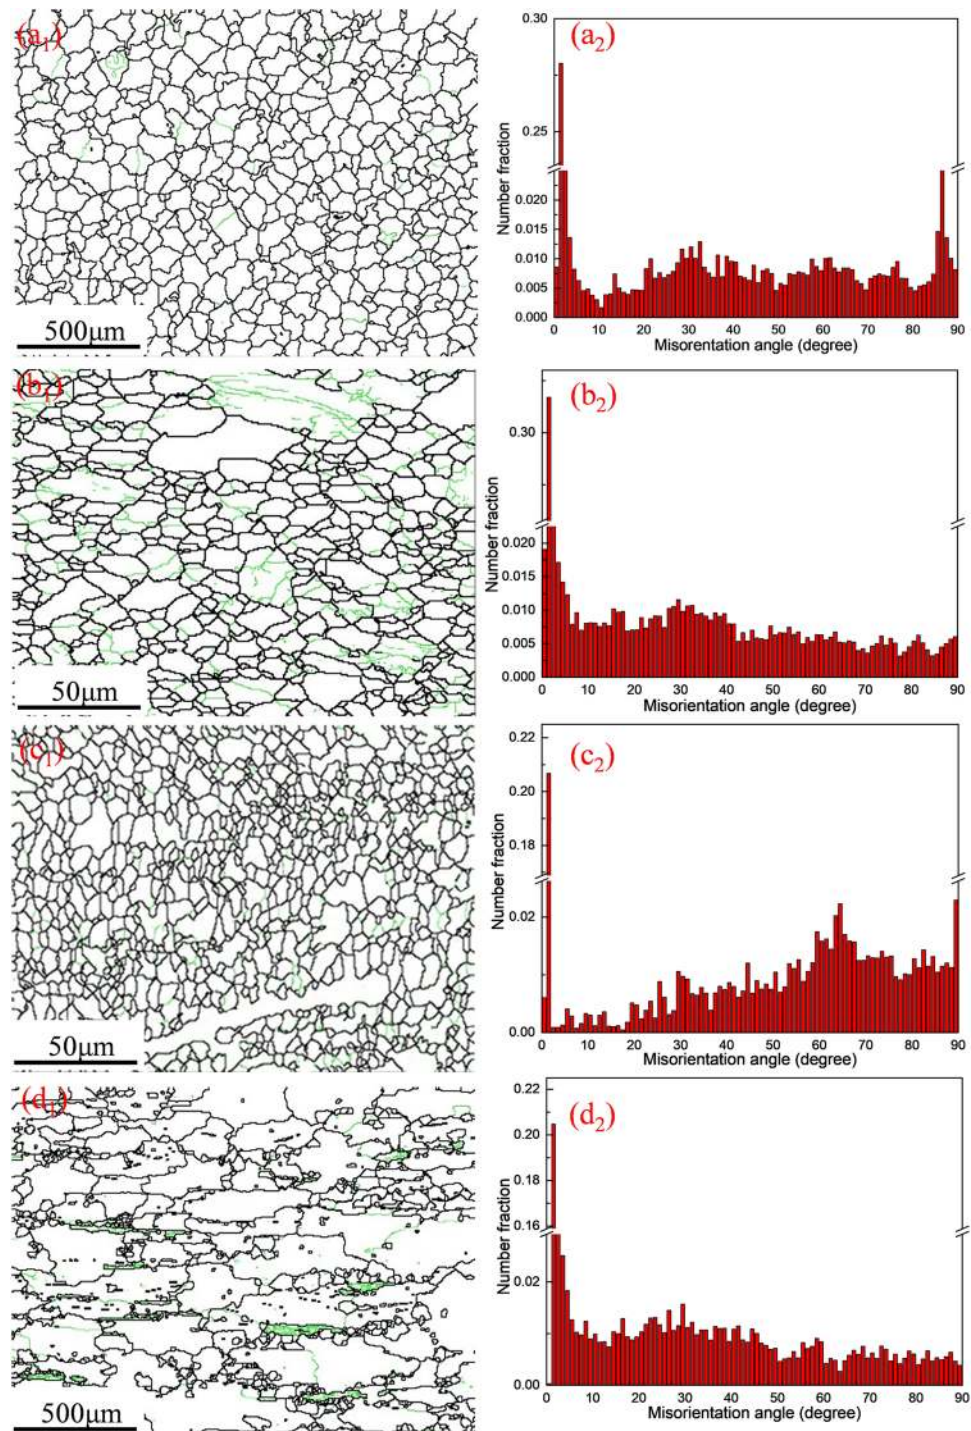 (a₁)
500μm
(a₂)
0.30
0.25
0.020
0.015
0.010
0.005
0.000
Number fraction
0 10 20 30 40 50 60 70 80 90
Misorentation angle (degree)
(b₁)
50μm
(b₂)
0.30
0.020
0.015
0.010
0.005
0.000
Number fraction
0 10 20 30 40 50 60 70 80 90
Misorientation angle (degree)
(c₁)
50μm
(c₂)
0.22
0.20
0.18
0.02
0.00
Number fraction
0 10 20 30 40 50 60 70 80 90
Misorientation angle (degree)
(d₁)
500μm
(d₂)
0.22
0.20
0.18
0.16
0.02
0.00
Number fraction
0 10 20 30 40 50 60 70 80 90
Misorientation angle (degree)